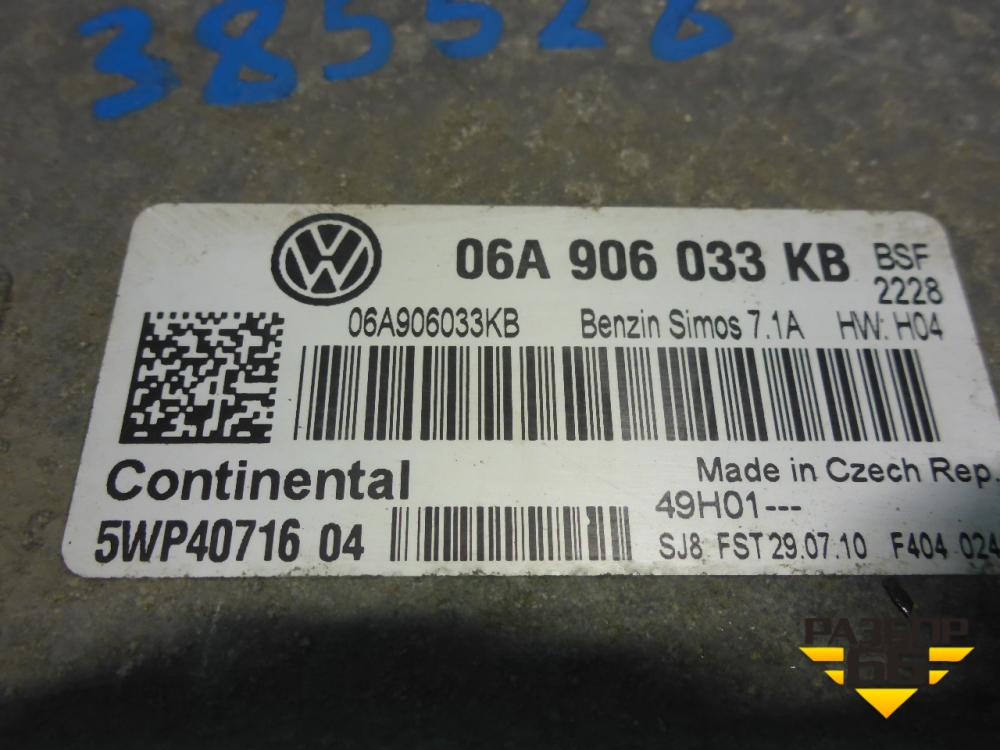 385526
06A 906 033 KB BSF
2228
06A906033KB Benzin Simos 7.1A HW: H04
Continental
Made in Czech Rep.
49H01---
5WP40716 04
SJ8 FST 29.07.10 F404 024
РАЗБОР